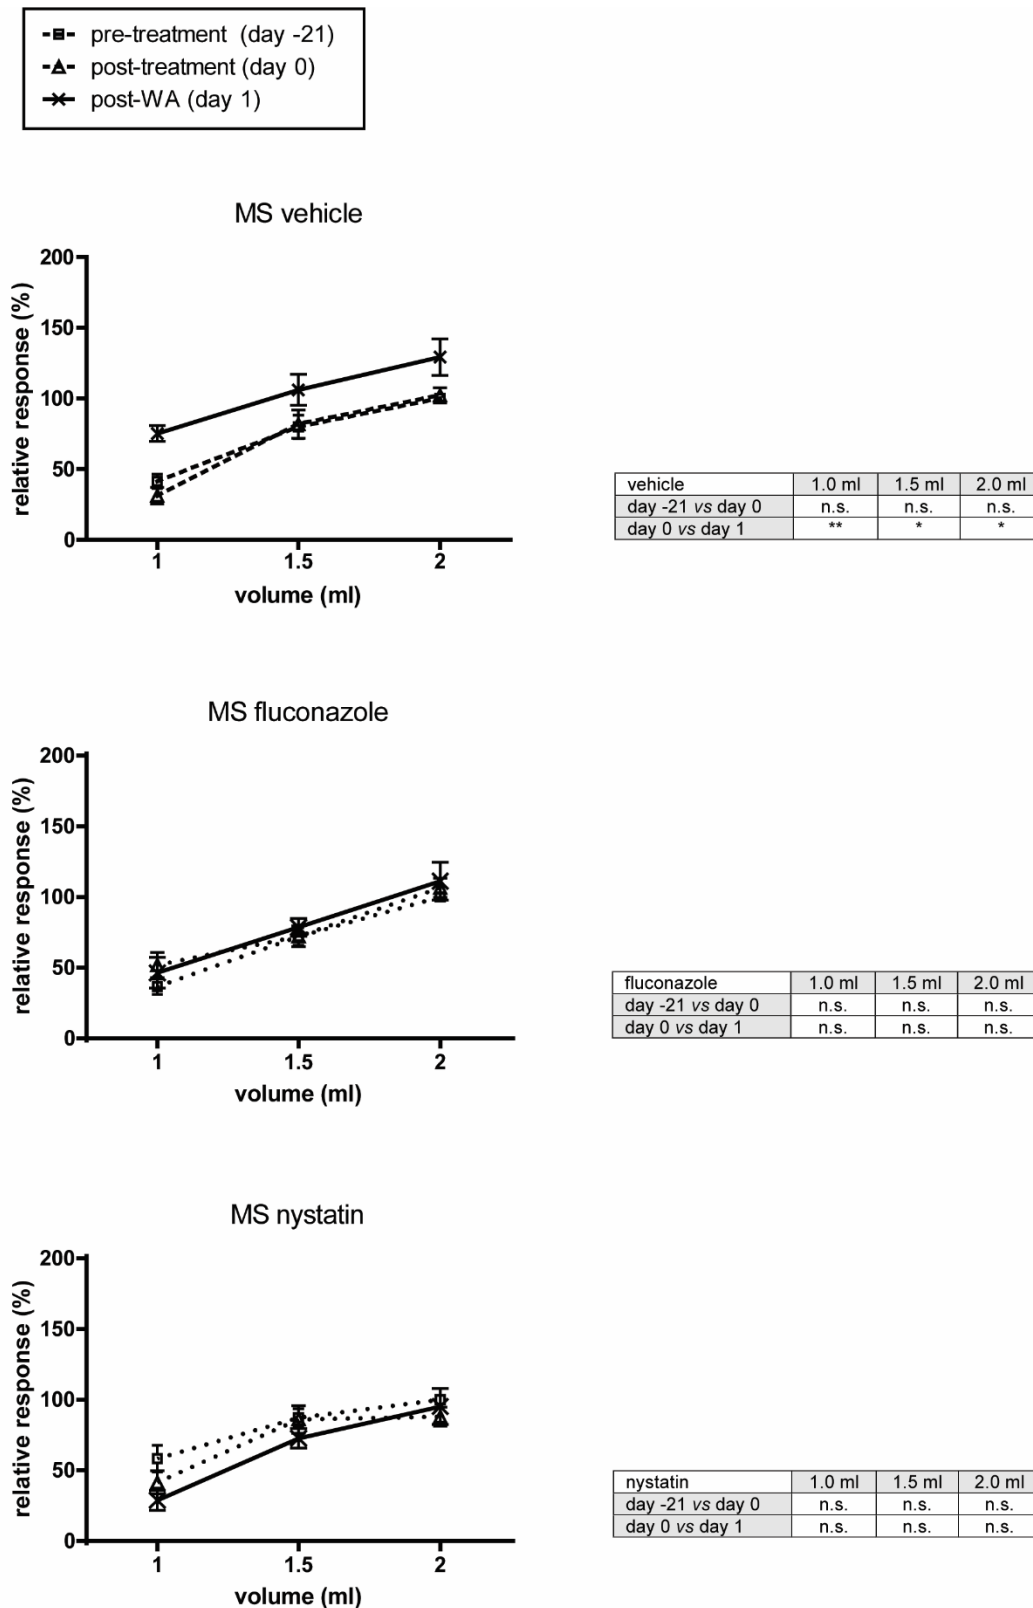 pre-treatment (day -21)
post-treatment (day 0)
post-WA (day 1)
MS vehicle
200
150
100
50
0
relative response (%)
1 1.5 2
volume (ml)
vehicle 1.0 ml 1.5 ml 2.0 ml
day -21 vs day 0 n.s. n.s. n.s.
day 0 vs day 1 ** * *
MS fluconazole
200
150
100
50
0
relative response (%)
1 1.5 2
volume (ml)
fluconazole 1.0 ml 1.5 ml 2.0 ml
day -21 vs day 0 n.s. n.s. n.s.
day 0 vs day 1 n.s. n.s. n.s.
MS nystatin
200
150
100
50
0
relative response (%)
1 1.5 2
volume (ml)
nystatin 1.0 ml 1.5 ml 2.0 ml
day -21 vs day 0 n.s. n.s. n.s.
day 0 vs day 1 n.s. n.s. n.s.